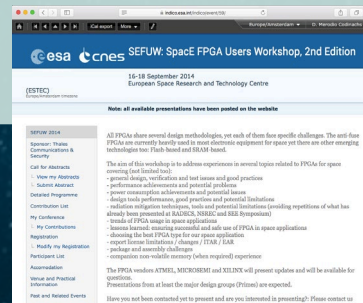 indico.esa.int/indico/event/59/
iCal export More Europe/Amsterdam D. Merodio Codinachs
esa cnes SEFUW: SpacE FPGA Users Workshop, 2nd Edition
16-18 September 2014
European Space Research and Technology Centre
(ESTEC)
Europe/Amsterdam timezone
Note: all available presentations have been posted on the website
SEFUW 2014
Sponsor: Thales
Communications &
Security
Call for Abstracts
View my Abstracts
Submit Abstract
Detailed Programme
Contribution List
My Conference
My Contributions
Registration
Modify my Registration
Participant List
Accomodation
Venue and Practical
Information
Past and Related Events
All FPGAs share several design methodologies, yet each of them face specific challenges. The anti-fuse
FPGAs are currently heavily used in most electronic equipment for space yet there are other emerging
technologies too: Flash-based and SRAM-based.
The aim of this workshop is to address experiences in several topics related to FPGAs for space
covering (not limited too):
- general design, verification and test issues and good practices
- performance achievements and potential problems
- power consumption achievements and potential issues
- design tools performance, good practices and potential limitations
- radiation mitigation techniques, tools and potential limitations (avoiding repetitions of what has
already been presented at RADECS, NSREC and SEE Symposium)
- trends of FPGA usage in space applications
- lessons learned: ensuring successful and safe use of FPGA in space applications
- choosing the best FPGA type for our space application
- export license limitations / changes / ITAR / EAR
- package and assembly challenges
- companion non-volatile memory (when required) experience
The FPGA vendors ATMEL, MICROSEMI and XILINX will present updates and will be available for
questions.
Presentations from at least the major design groups (Primes) are expected.
Have you not been contacted yet to present and are you interested in presenting?: Please contact us